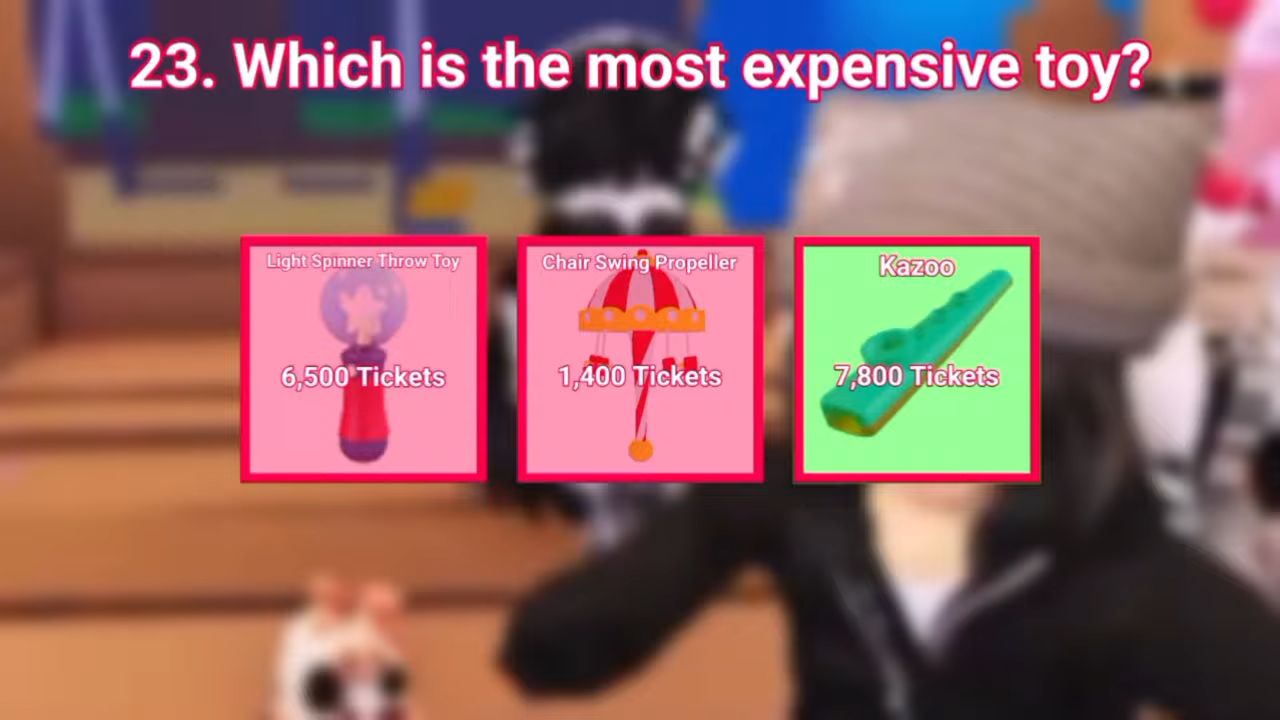 23. Which is the most expensive toy?
Light Spinner Throw Toy
6,500 Tickets
Chair Swing Propeller
1,400 Tickets
Kazoo
7,800 Tickets